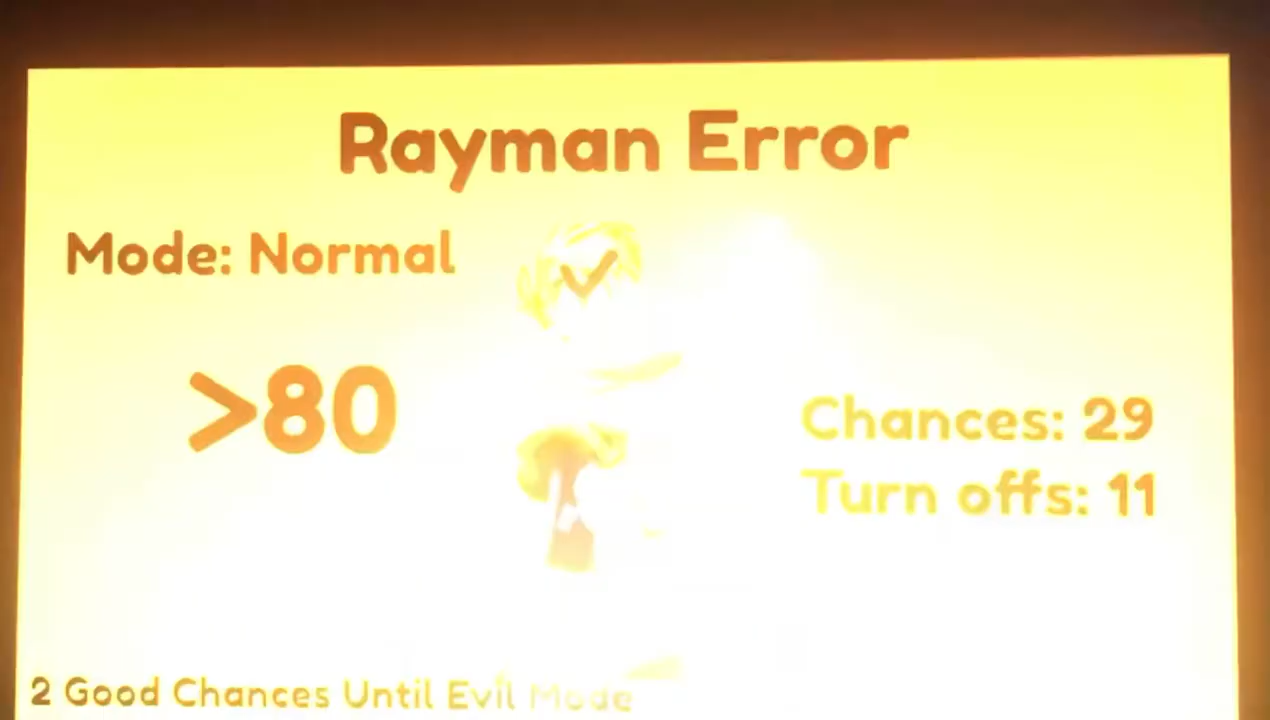 Rayman Error
Mode: Normal
>80
Chances: 29
Turn offs: 11
2 Good Chances Until Evil Mode